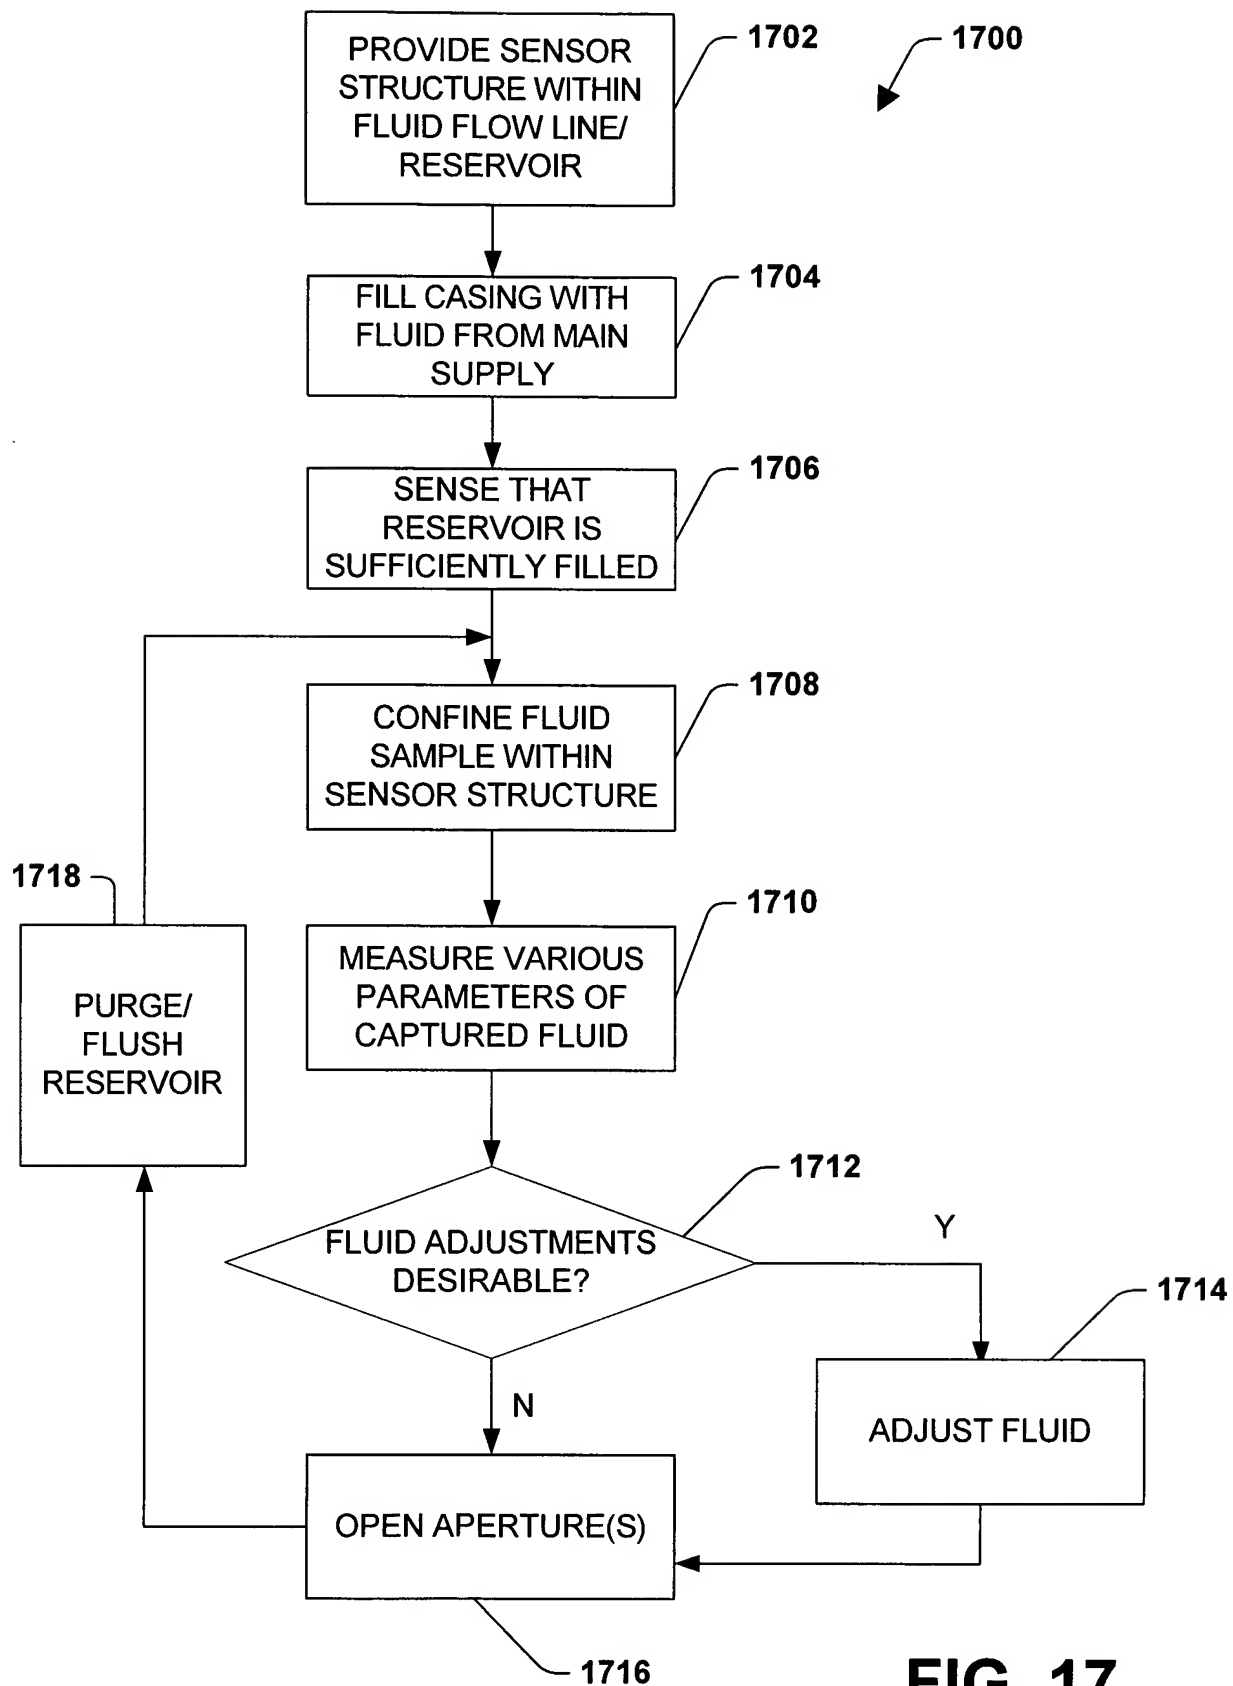 PROVIDE SENSOR
STRUCTURE WITHIN
FLUID FLOW LINE/
RESERVOIR
1702
1700
FILL CASING WITH
FLUID FROM MAIN
SUPPLY
1704
SENSE THAT
RESERVOIR IS
SUFFICIENTLY FILLED
1706
CONFINE FLUID
SAMPLE WITHIN
SENSOR STRUCTURE
1708
1718
PURGE/
FLUSH
RESERVOIR
MEASURE VARIOUS
PARAMETERS OF
CAPTURED FLUID
1710
FLUID ADJUSTMENTS
DESIRABLE?
1712
Y
N
ADJUST FLUID
1714
OPEN APERTURE(S)
1716
FIG. 17